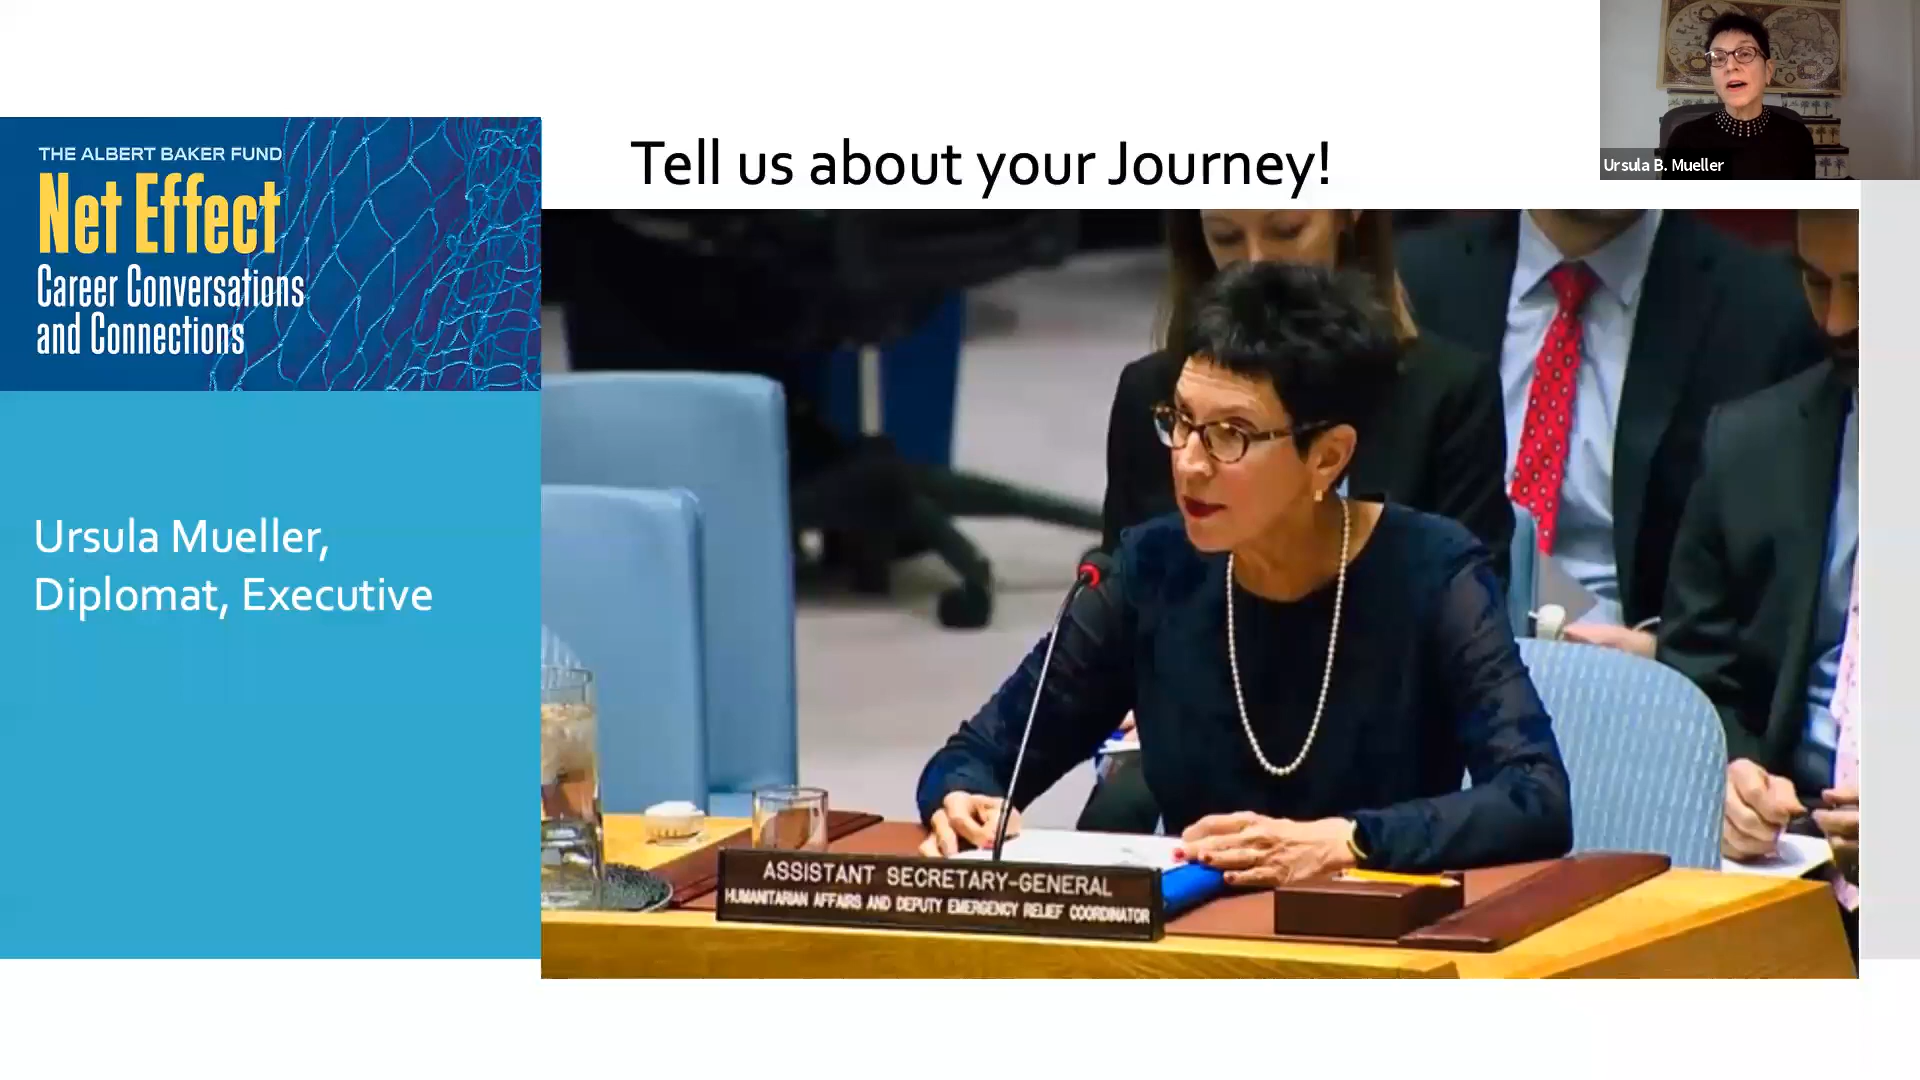 THE ALBERT BAKER FUND
Net Effect
Career Conversations
and Connections
Ursula Mueller,
Diplomat, Executive
Tell us about your Journey!
Ursula B. Mueller
ASSISTANT SECRETARY-GENERAL
HUMANITARIAN AFFAIRS AND DEPUTY EMERGENCY RELIEF COORDINATOR